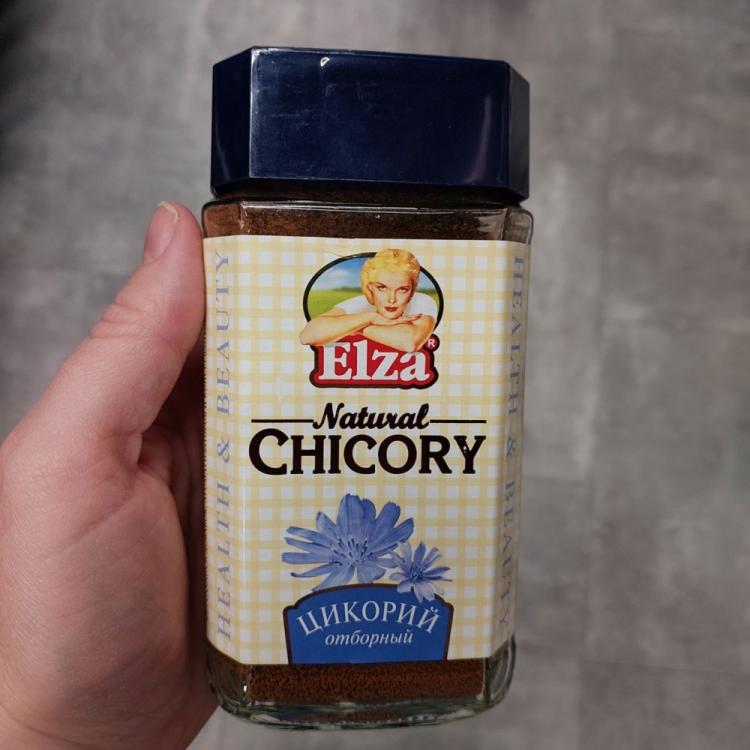 Elza®
Natural
CHICORY
HEALTH & BEAUTY
HEALTH & BEAUTY
ЦИКОРИЙ
отборный